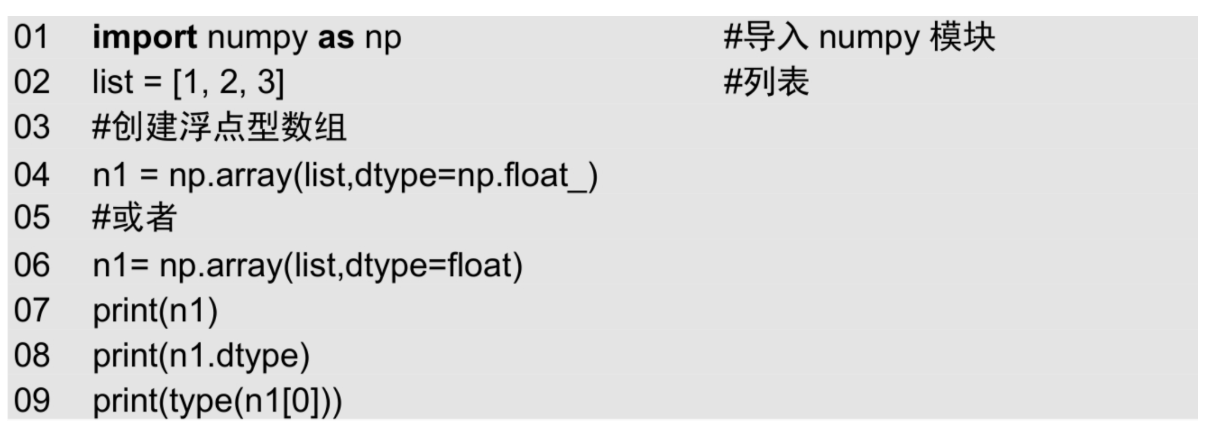 01 import numpy as np #导入 numpy 模块
02 list = [1, 2, 3] #列表
03 #创建浮点型数组
04 n1 = np.array(list,dtype=np.float_)
05 #或者
06 n1= np.array(list,dtype=float)
07 print(n1)
08 print(n1.dtype)
09 print(type(n1[0]))